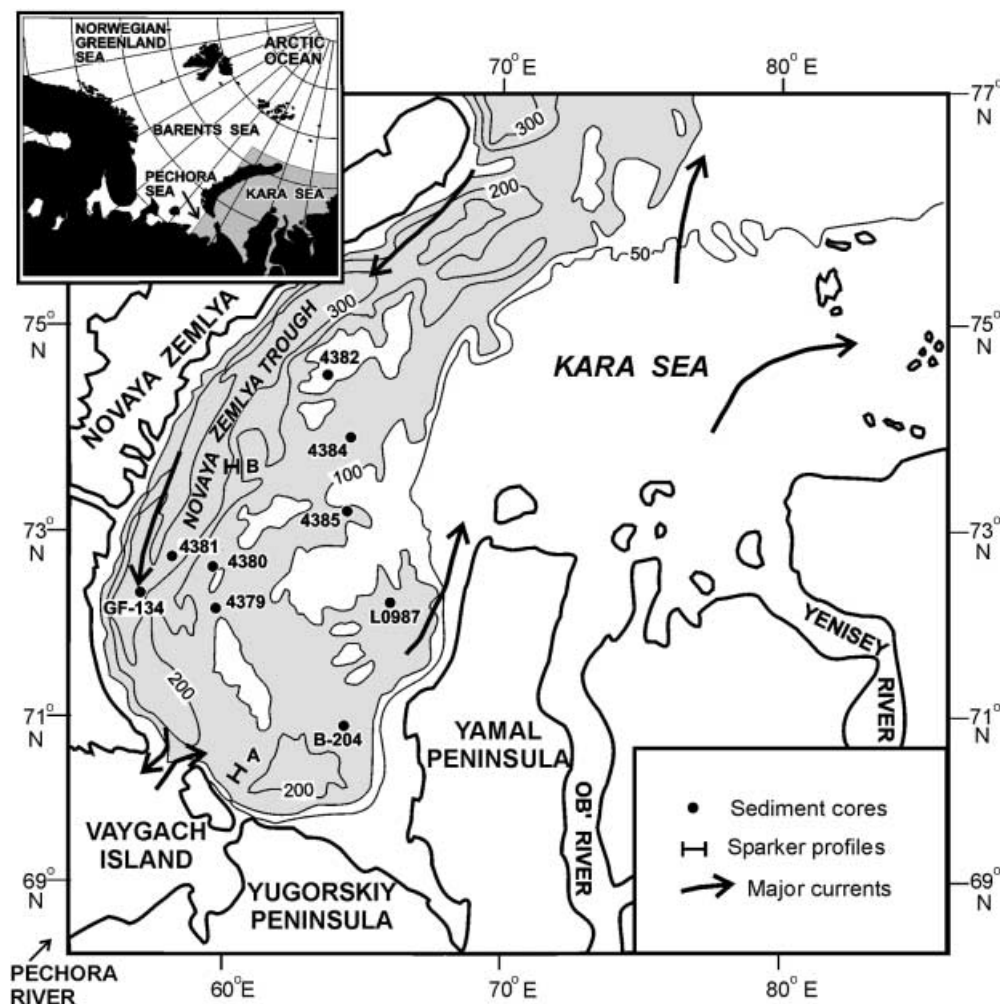 NORWEGIAN-
GREENLAND
SEA
ARCTIC
OCEAN
BARENTS SEA
PECHORA
SEA
KARA SEA
70°E
80°E
77°
N
300
200
50
75°
N
75°
N
300
NOVAYA ZEMLYA
NOVAYA ZEMLYA TROUGH
4382
KARA SEA
4384
B
100
4385
73°
N
73°
N
4381
4380
GF-134
4379
L0987
YENISEY
RIVER
200
71°
N
71°
N
B-204
YAMAL
PENINSULA
A
200
OB' RIVER
VAYGACH
ISLAND
YUGORSKIY
PENINSULA
69°
N
69°
N
Sediment cores
Sparker profiles
Major currents
PECHORA
RIVER
60°E
70°E
80°E